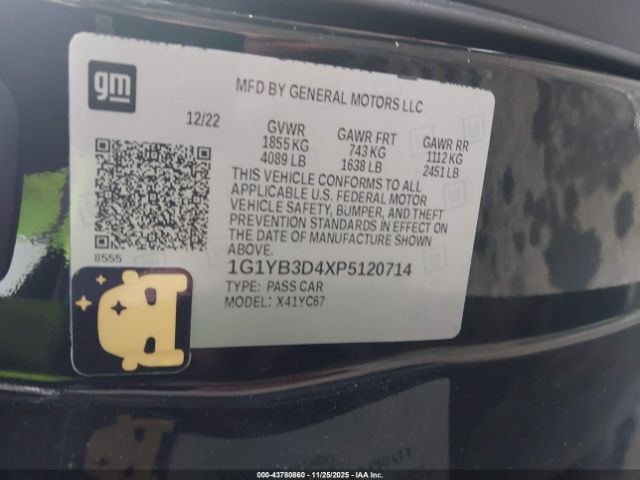 gm
MFD BY GENERAL MOTORS LLC
12/22
GVWR GAWR FRT GAWR RR
1855 KG 743 KG 1112 KG
4089 LB 1638 LB 2451 LB
THIS VEHICLE CONFORMS TO ALL
APPLICABLE U.S. FEDERAL MOTOR
VEHICLE SAFETY, BUMPER, AND THEFT
PREVENTION STANDARDS IN EFFECT ON
THE DATE OF MANUFACTURE SHOWN
ABOVE.
8555
1G1YB3D4XP5120714
TYPE: PASS CAR
MODEL: X41YC67
000-43780860 - 11/25/2025 - COPYRIGHT IAA, LLC.